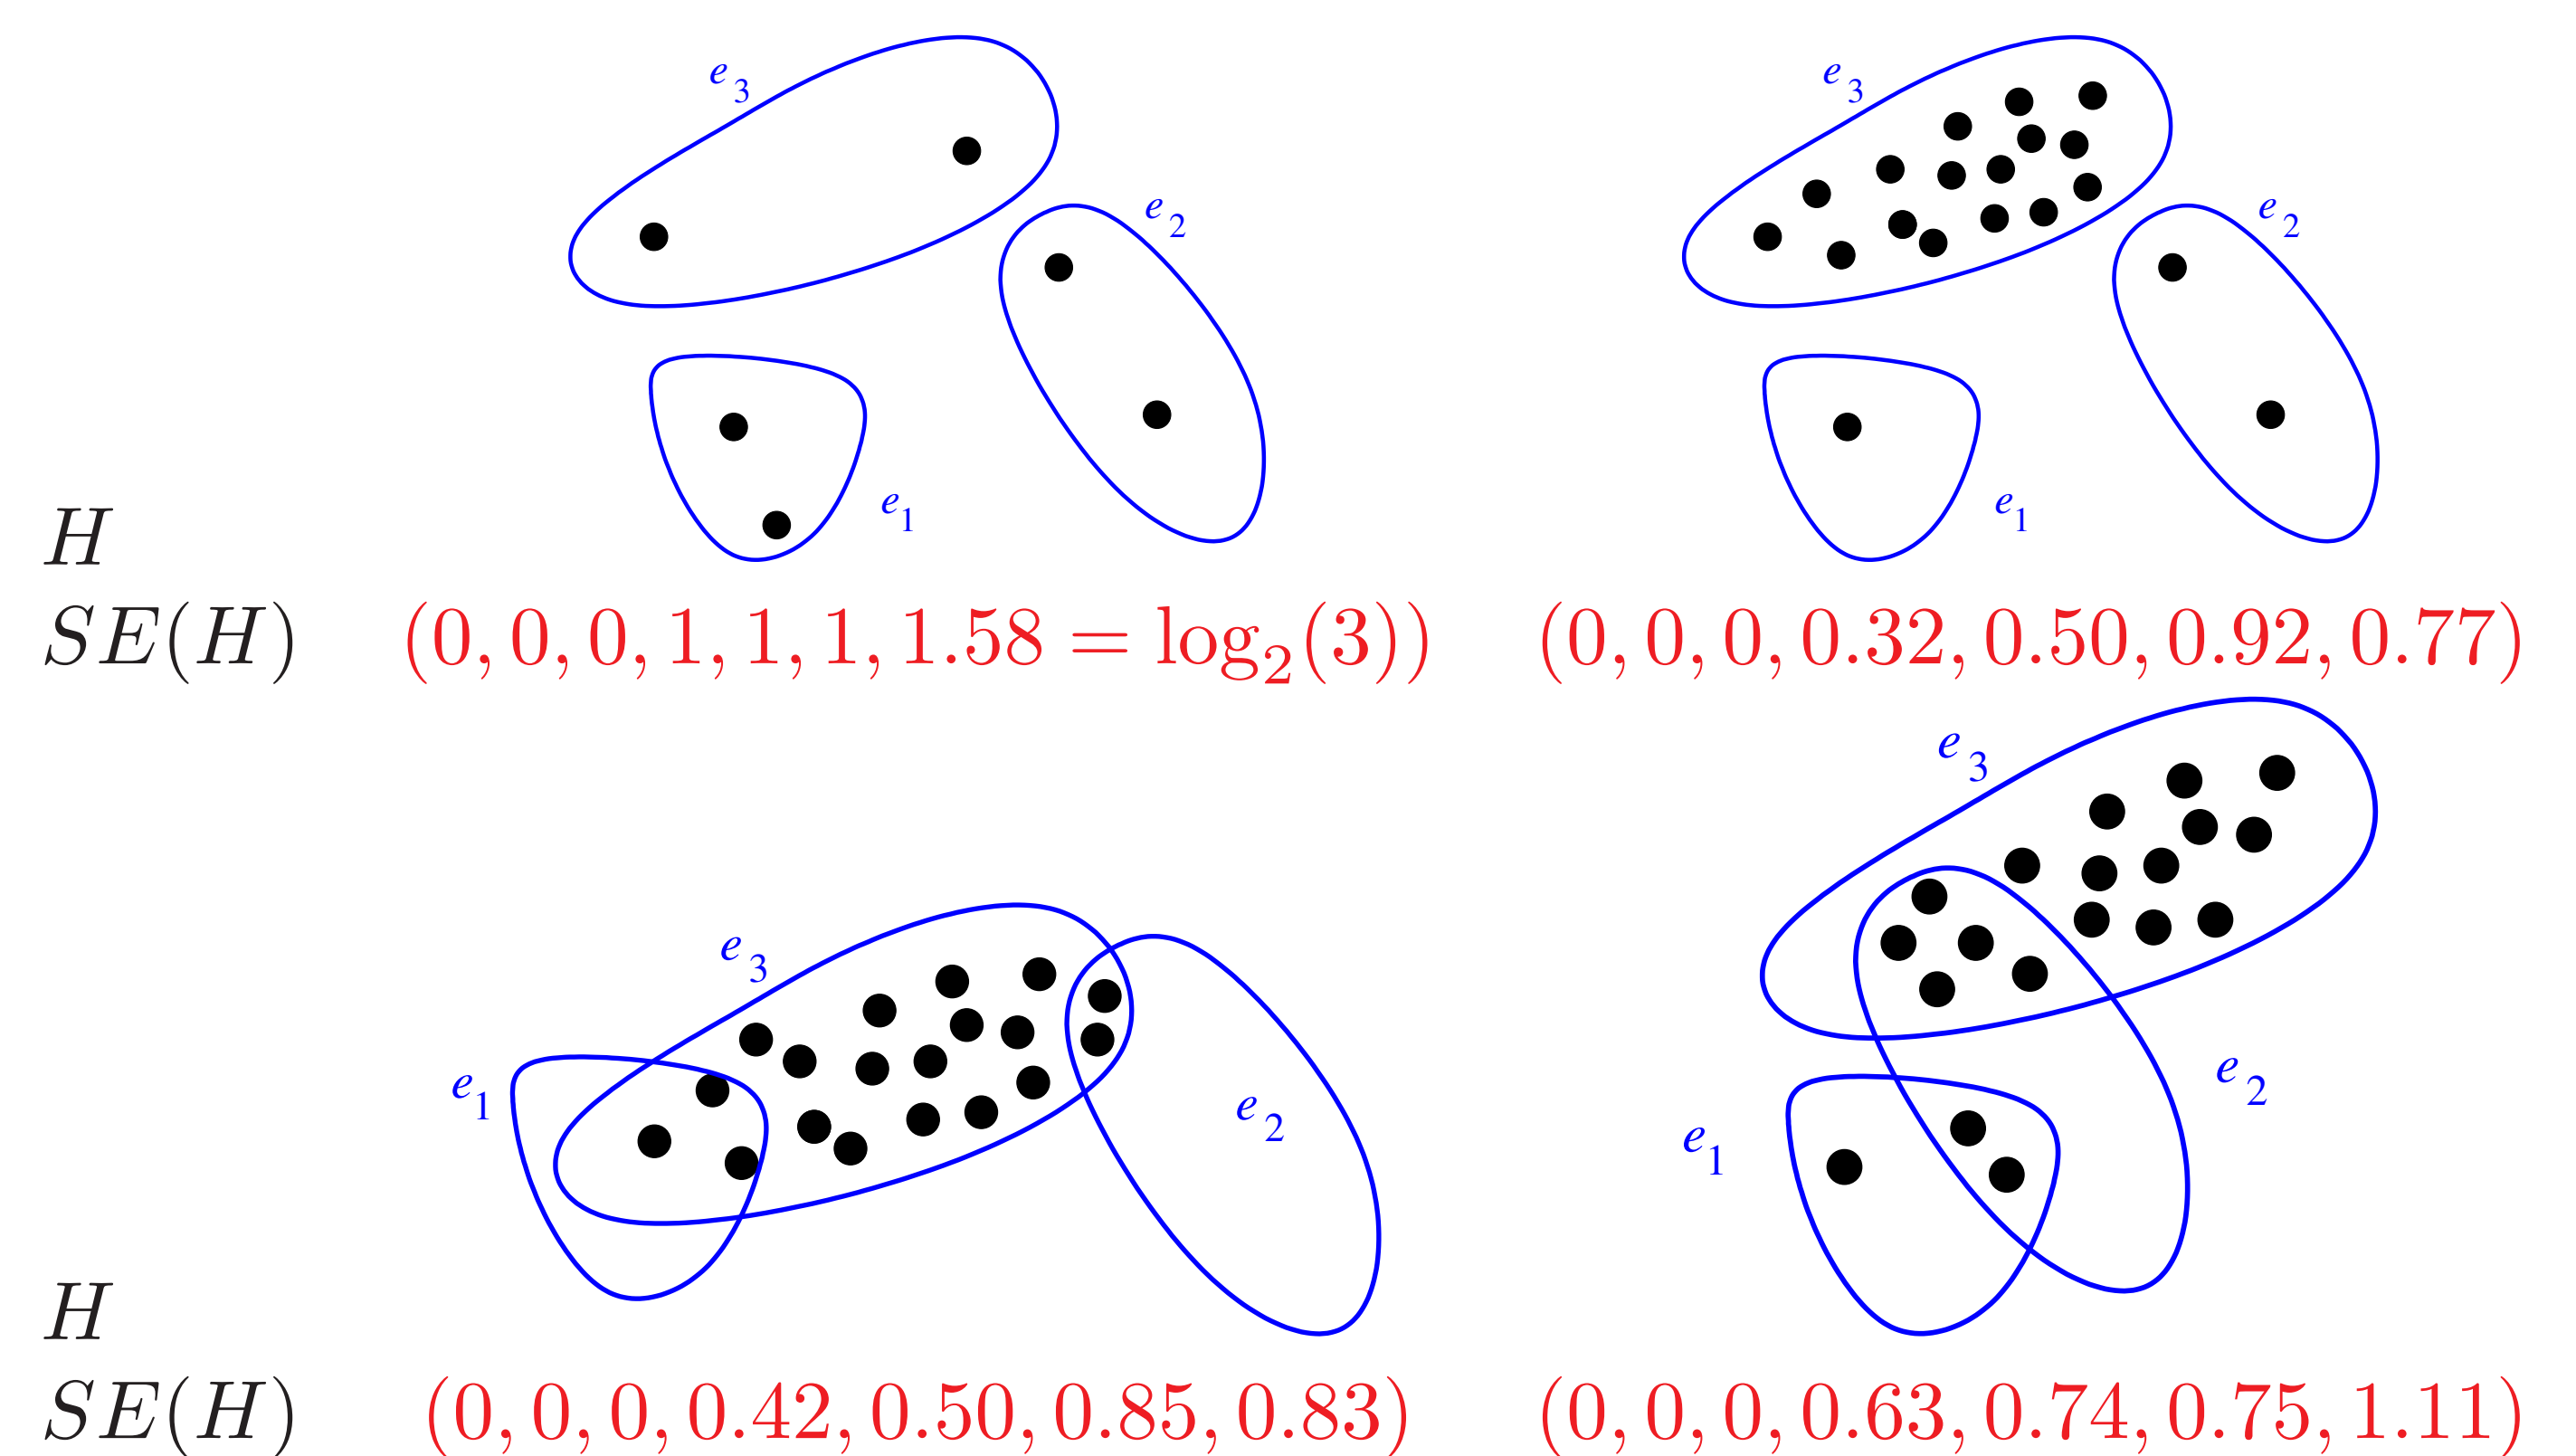 e3
e3
e2
e2
e1
e1
H
SE(H) (0, 0, 0, 1, 1, 1, 1.58 = log2(3)) (0, 0, 0, 0.32, 0.50, 0.92, 0.77)
e3
e3
e1
e2
e2
e1
H
SE(H) (0, 0, 0, 0.42, 0.50, 0.85, 0.83) (0, 0, 0, 0.63, 0.74, 0.75, 1.11)